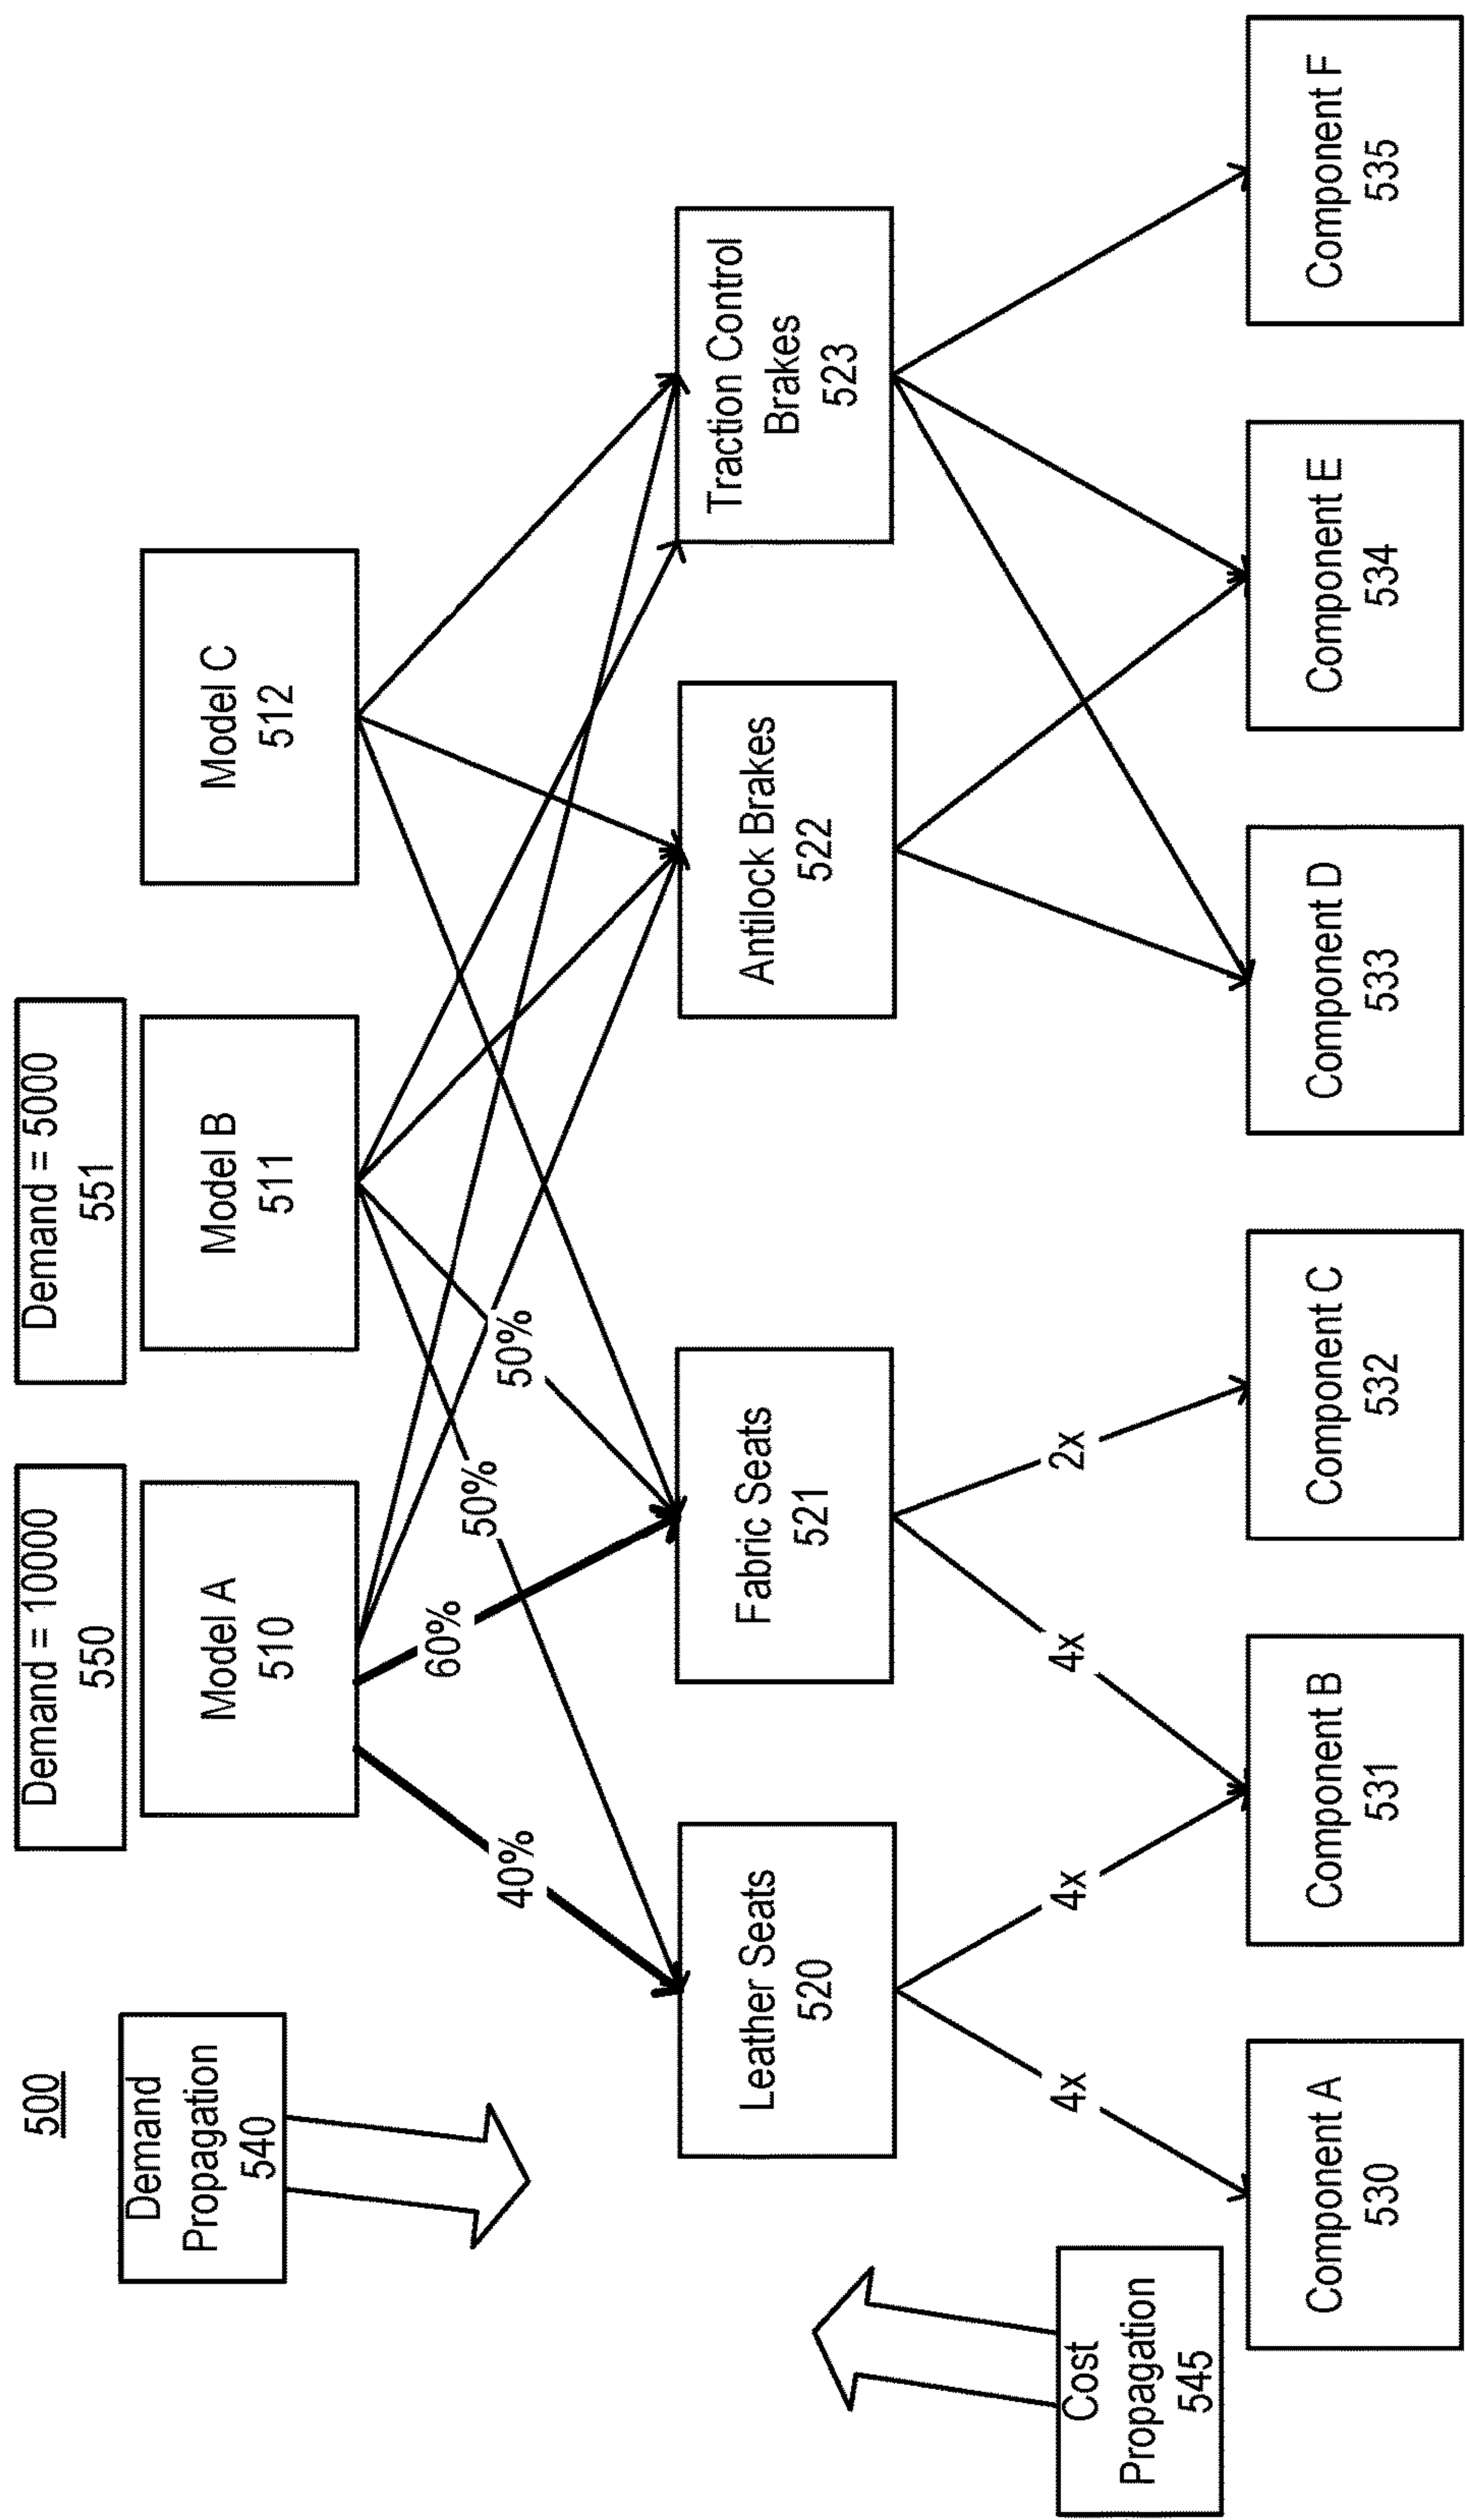 500
Demand
Propagation
540
Demand = 10000
550
Demand = 5000
551
Model A
510
Model B
511
Model C
512
40%
60%
50%
50%
Leather Seats
520
Fabric Seats
521
Antilock Brakes
522
Traction Control
Brakes
523
4x
4x
4x
2x
Cost
Propagation
545
Component A
530
Component B
531
Component C
532
Component D
533
Component E
534
Component F
535